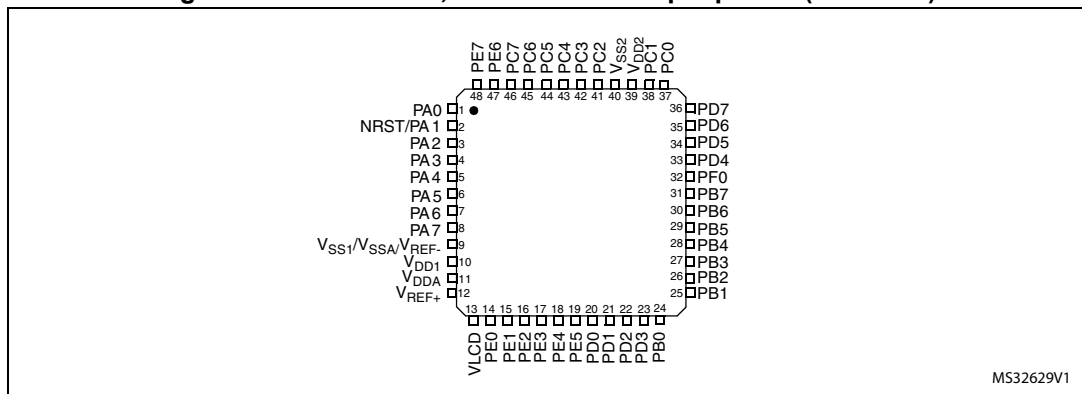 PE7 PE6 PC7 PC6 PC5 PC4 PC3 PC2 VSS2 VDD2 PC1 PC0
48 47 46 45 44 43 42 41 40 39 38 37
PA0 1
NRST/PA1 2
PA2 3
PA3 4
PA4 5
PA5 6
PA6 7
PA7 8
VSS1/VSSA/VREF- 9
VDD1 10
VDDA 11
VREF+ 12
36 PD7
35 PD6
34 PD5
33 PD4
32 PF0
31 PB7
30 PB6
29 PB5
28 PB4
27 PB3
26 PB2
25 PB1
13 14 15 16 17 18 19 20 21 22 23 24
VLCD PE0 PE1 PE2 PE3 PE4 PE5 PD0 PD1 PD2 PD3 PB0
MS32629V1